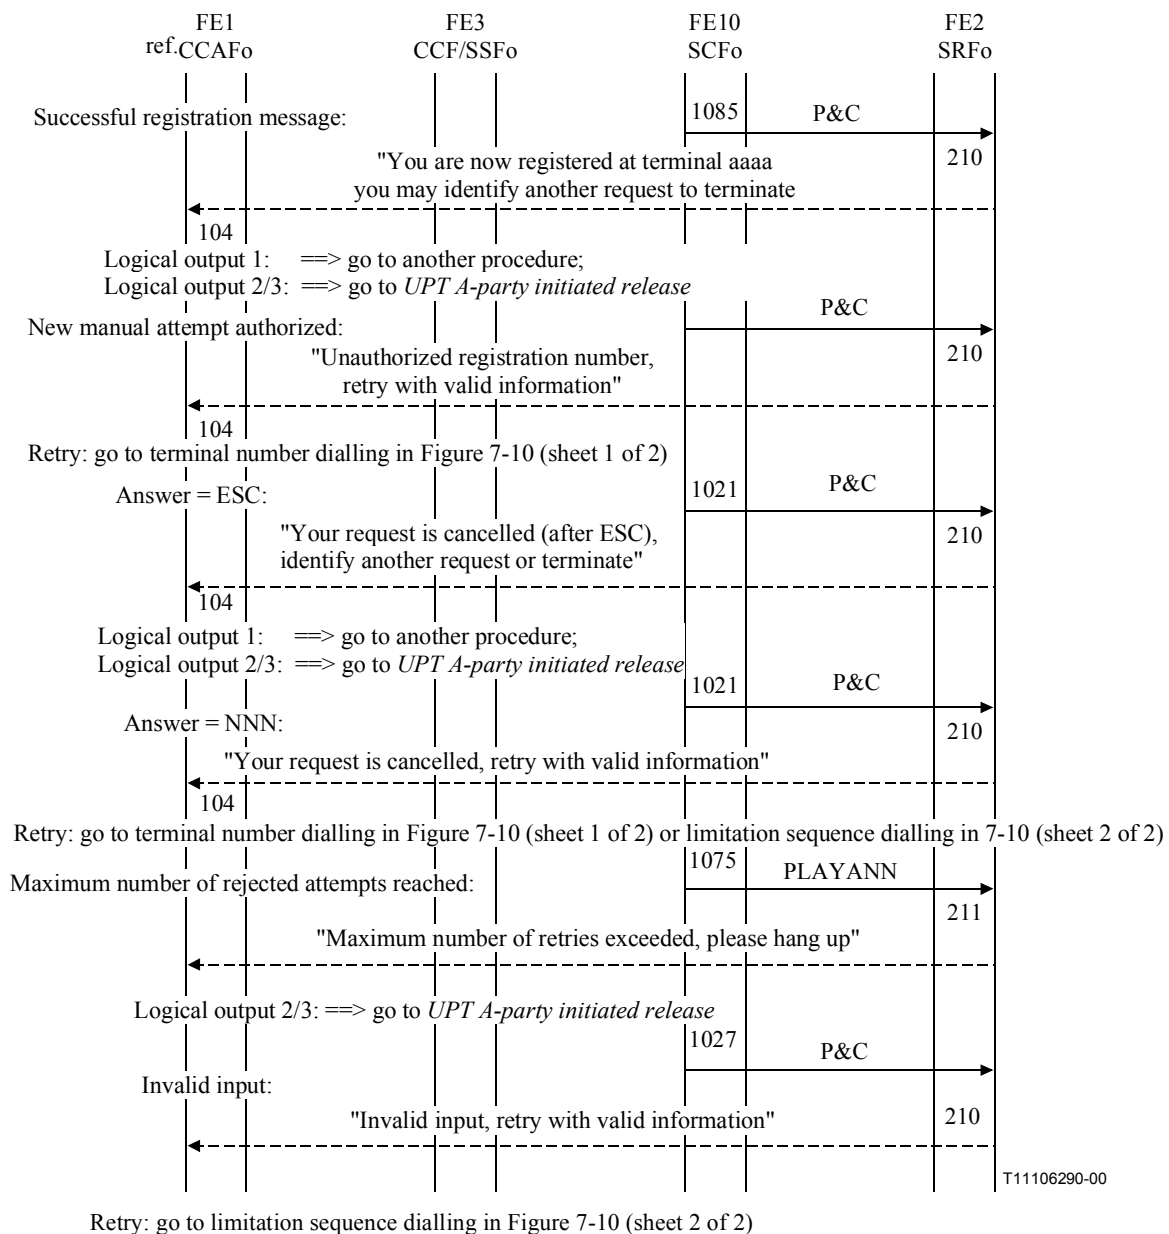 FE1 FE3 FE10 FE2
ref. CCAFo CCF/SSFo SCFo SRFo
1085 P&C
Successful registration message:
210
"You are now registered at terminal aaaa
you may identify another request to terminate
104
Logical output 1: ==> go to another procedure;
Logical output 2/3: ==> go to UPT A-party initiated release
P&C
New manual attempt authorized:
210
"Unauthorized registration number,
retry with valid information"
104
Retry: go to terminal number dialling in Figure 7-10 (sheet 1 of 2)
1021 P&C
Answer = ESC:
210
"Your request is cancelled (after ESC),
identify another request or terminate"
104
Logical output 1: ==> go to another procedure;
Logical output 2/3: ==> go to UPT A-party initiated release
1021 P&C
Answer = NNN:
210
"Your request is cancelled, retry with valid information"
104
Retry: go to terminal number dialling in Figure 7-10 (sheet 1 of 2) or limitation sequence dialling in 7-10 (sheet 2 of 2)
1075 PLAYANN
Maximum number of rejected attempts reached:
211
"Maximum number of retries exceeded, please hang up"
Logical output 2/3: ==> go to UPT A-party initiated release
1027 P&C
Invalid input:
"Invalid input, retry with valid information" 210
T11106290-00
Retry: go to limitation sequence dialling in Figure 7-10 (sheet 2 of 2)